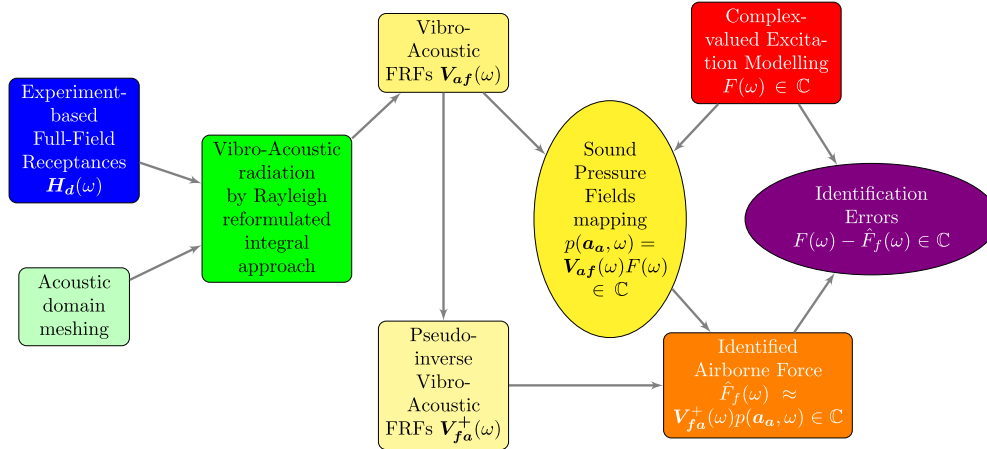 Experiment-
based
Full-Field
Receptances
H_d(ω)
Acoustic
domain
meshing
Vibro-Acoustic
radiation
by Rayleigh
reformulated
integral
approach
Vibro-
Acoustic
FRFs V_af(ω)
Pseudo-
inverse
Vibro-
Acoustic
FRFs V⁺_fa(ω)
Sound
Pressure
Fields
mapping
p(a_a, ω) =
V_af(ω)F(ω)
∈ ℂ
Complex-
valued Excita-
tion Modelling
F(ω) ∈ ℂ
Identification
Errors
F(ω) − F̂_f(ω) ∈ ℂ
Identified
Airborne Force
F̂_f(ω) ≈
V⁺_fa(ω)p(a_a, ω) ∈ ℂ